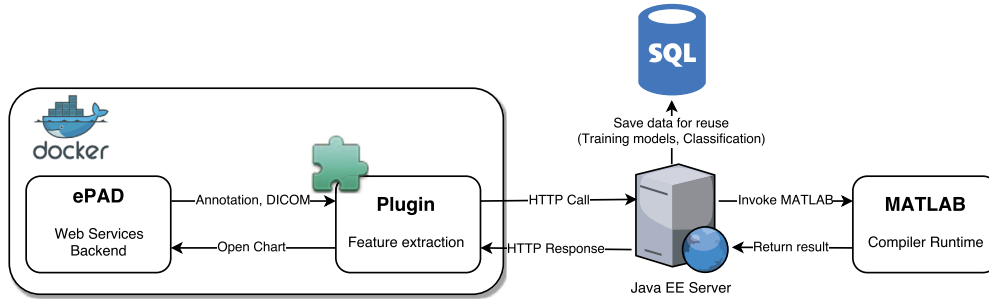 SQL
Save data for reuse
(Training models, Classification)
docker
ePAD
Web Services
Backend
Annotation, DICOM
Open Chart
Plugin
Feature extraction
HTTP Call
HTTP Response
Java EE Server
Invoke MATLAB
Return result
MATLAB
Compiler Runtime